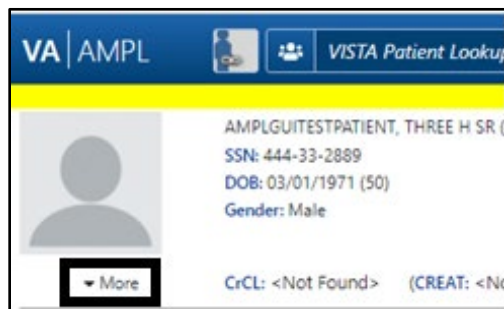 VA | AMPL VISTA Patient Lookup
AMPLGUITESTPATIENT, THREE H SR (
SSN: 444-33-2889
DOB: 03/01/1971 (50)
Gender: Male
More CrCL: <Not Found> (CREAT: <No